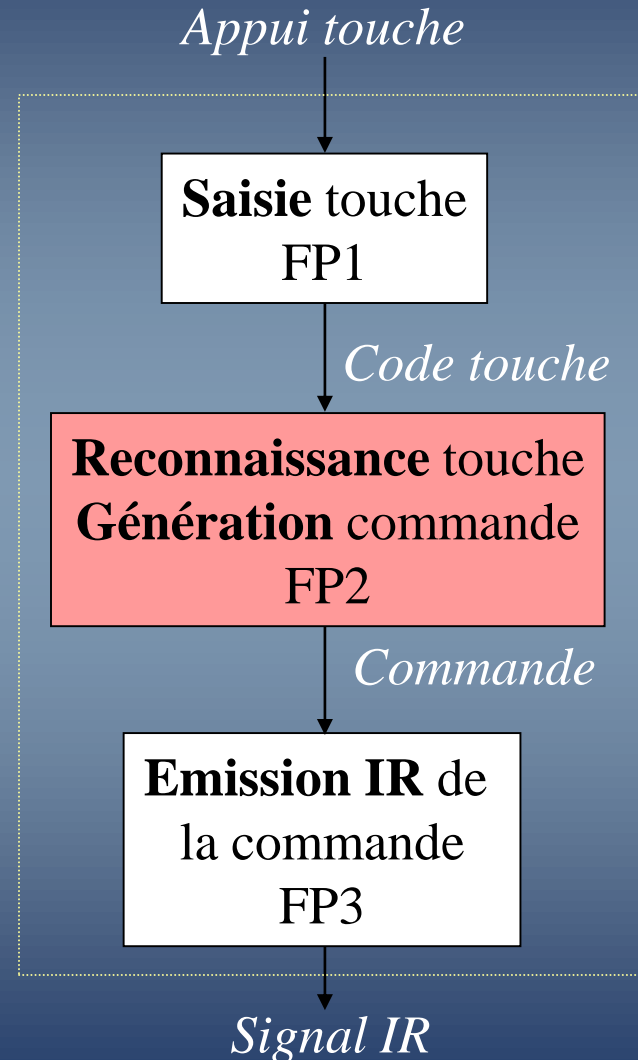 Appui touche
Saisie touche
FP1
Code touche
Reconnaissance touche
Génération commande
FP2
Commande
Emission IR de
la commande
FP3
Signal IR